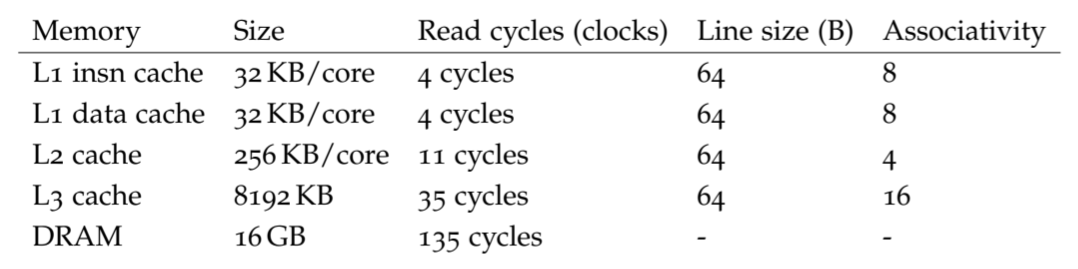 Memory Size Read cycles (clocks) Line size (B) Associativity
L1 insn cache 32 KB/core 4 cycles 64 8
L1 data cache 32 KB/core 4 cycles 64 8
L2 cache 256 KB/core 11 cycles 64 4
L3 cache 8192 KB 35 cycles 64 16
DRAM 16 GB 135 cycles - -